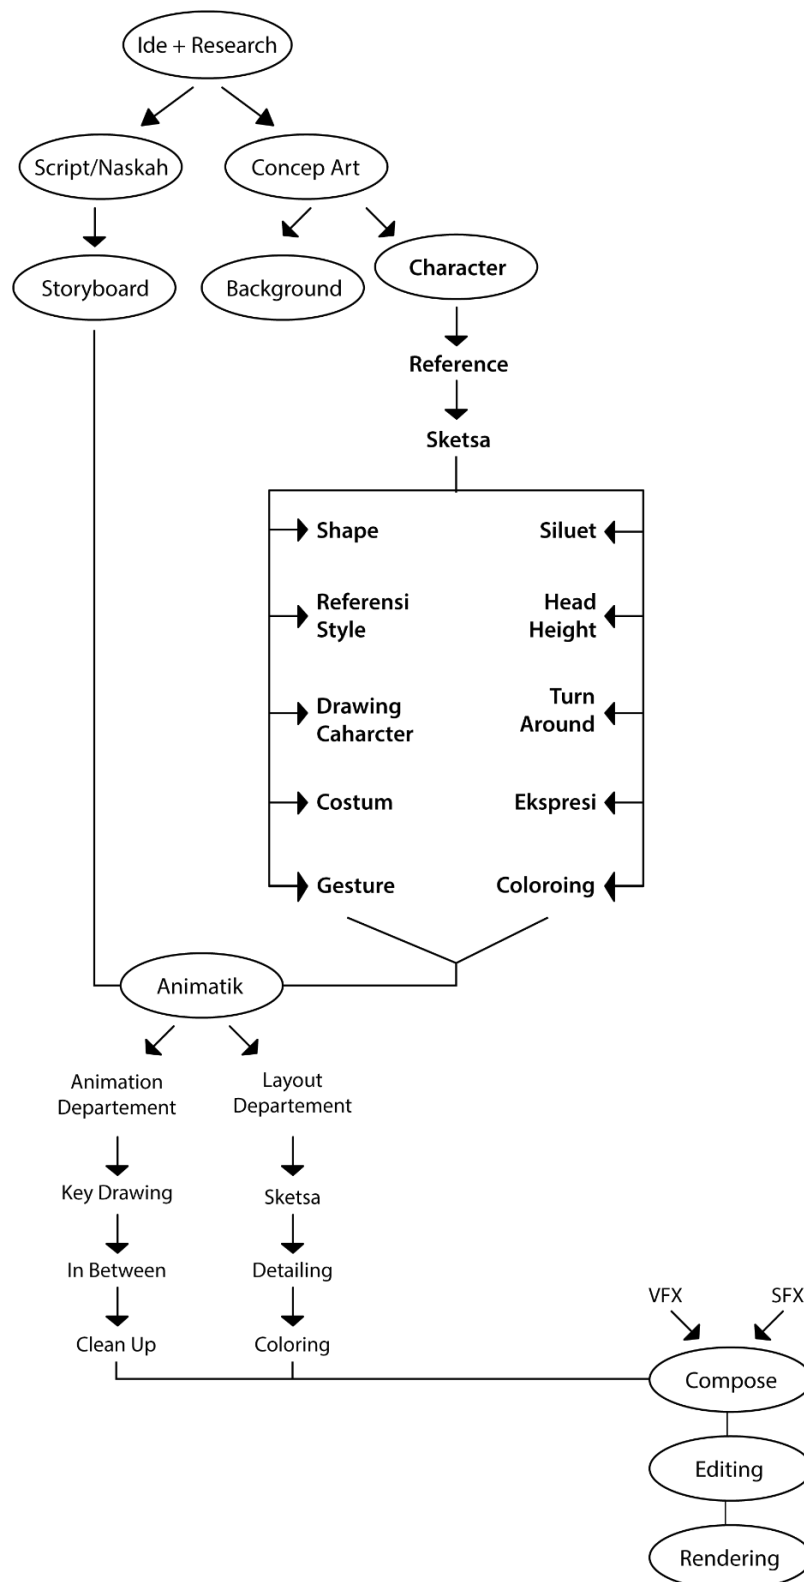 Ide + Research
Script/Naskah
Concep Art
Storyboard
Background
Character
Reference
Sketsa
Shape
Siluet
Referensi
Style
Head
Height
Drawing
Caharcter
Turn
Around
Costum
Ekspresi
Gesture
Coloroing
Animatik
Animation
Departement
Layout
Departement
Key Drawing
Sketsa
In Between
Detailing
Clean Up
Coloring
VFX
SFX
Compose
Editing
Rendering